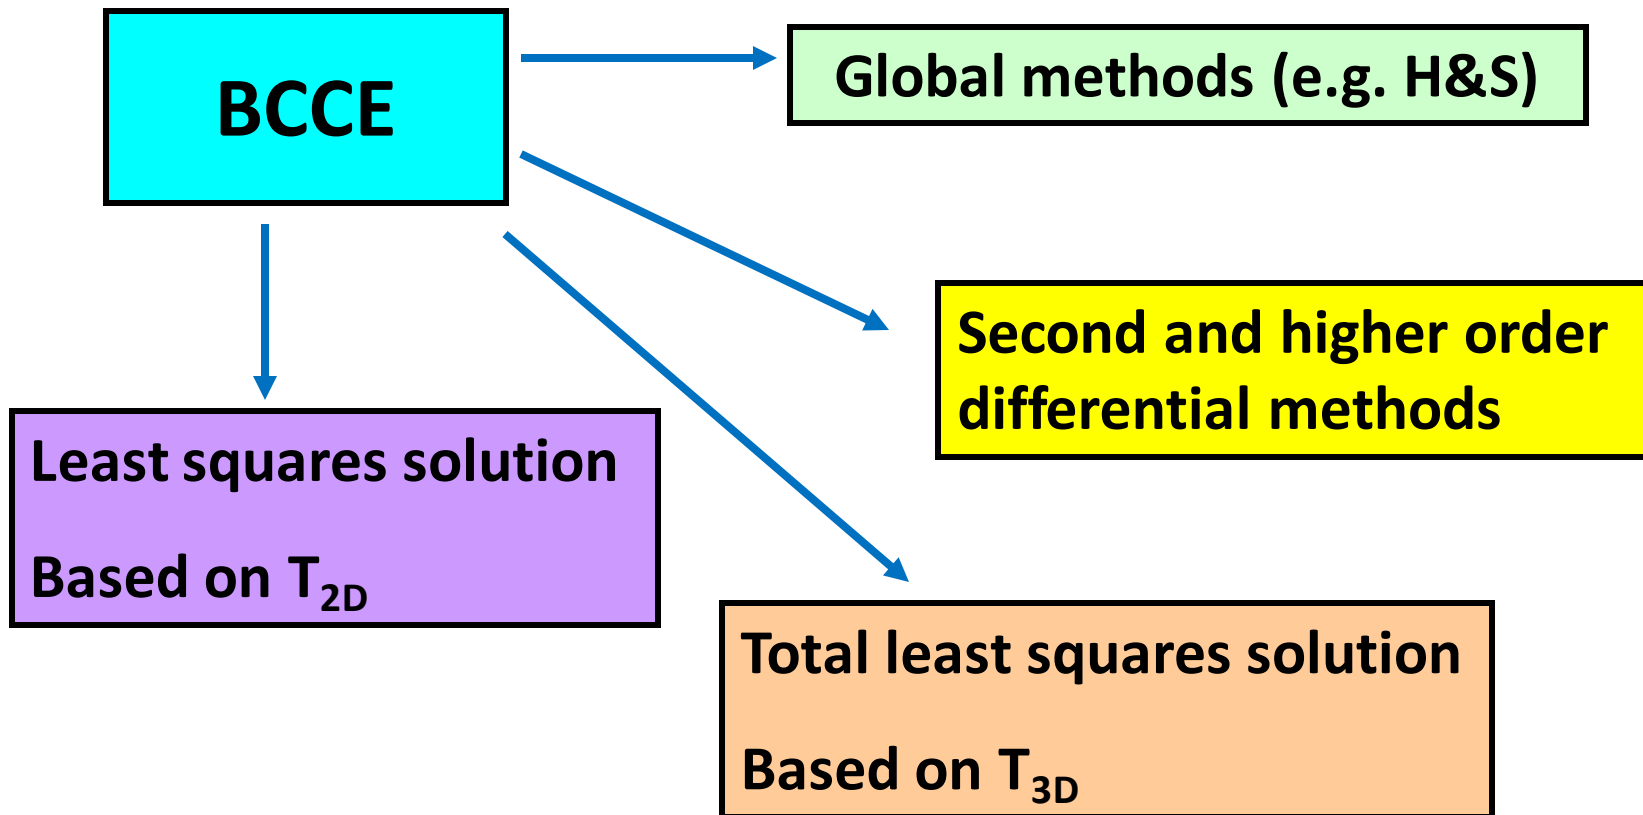 BCCE
Global methods (e.g. H&S)
Second and higher order
differential methods
Least squares solution
Based on T₂D
Total least squares solution
Based on T₃D